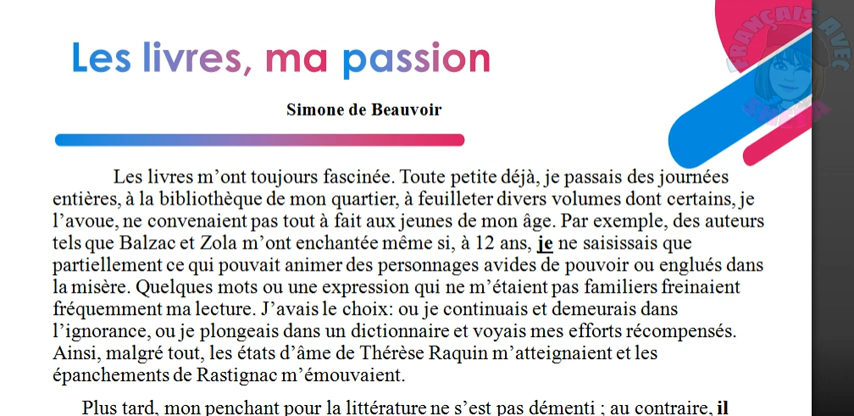 Les livres, ma passion
FRANÇAIS AVEC
Simone de Beauvoir
Les livres m’ont toujours fascinée. Toute petite déjà, je passais des journées
entières, à la bibliothèque de mon quartier, à feuilleter divers volumes dont certains, je
l’avoue, ne convenaient pas tout à fait aux jeunes de mon âge. Par exemple, des auteurs
tels que Balzac et Zola m’ont enchantée même si, à 12 ans, je ne saisissais que
partiellement ce qui pouvait animer des personnages avides de pouvoir ou englués dans
la misère. Quelques mots ou une expression qui ne m’étaient pas familiers freinaient
fréquemment ma lecture. J’avais le choix: ou je continuais et demeurais dans
l’ignorance, ou je plongeais dans un dictionnaire et voyais mes efforts récompensés.
Ainsi, malgré tout, les états d’âme de Thérèse Raquin m’atteignaient et les
épanchements de Rastignac m’émouvaient.
Plus tard, mon penchant pour la littérature ne s’est pas démenti ; au contraire, il